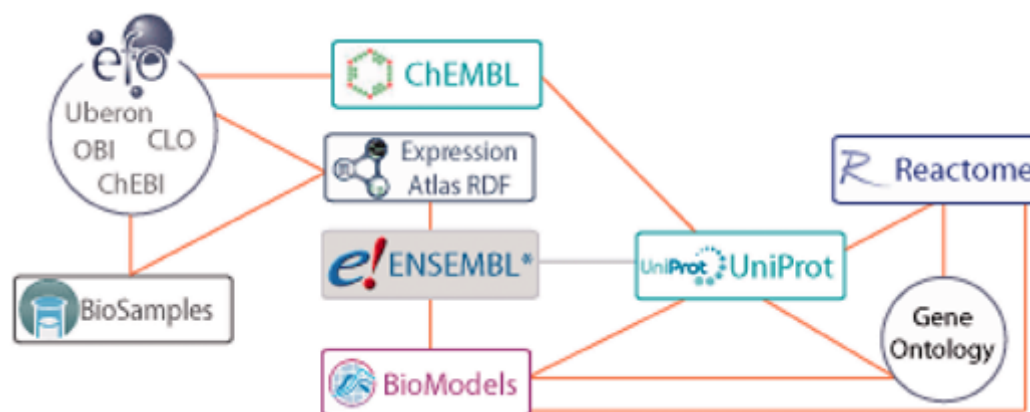 efo
Uberon
OBI
CLO
ChEBI
ChEMBL
Expression
Atlas RDF
R Reactome
e!ENSEMBL*
UniProt UniProt
BioSamples
Gene
Ontology
BioModels